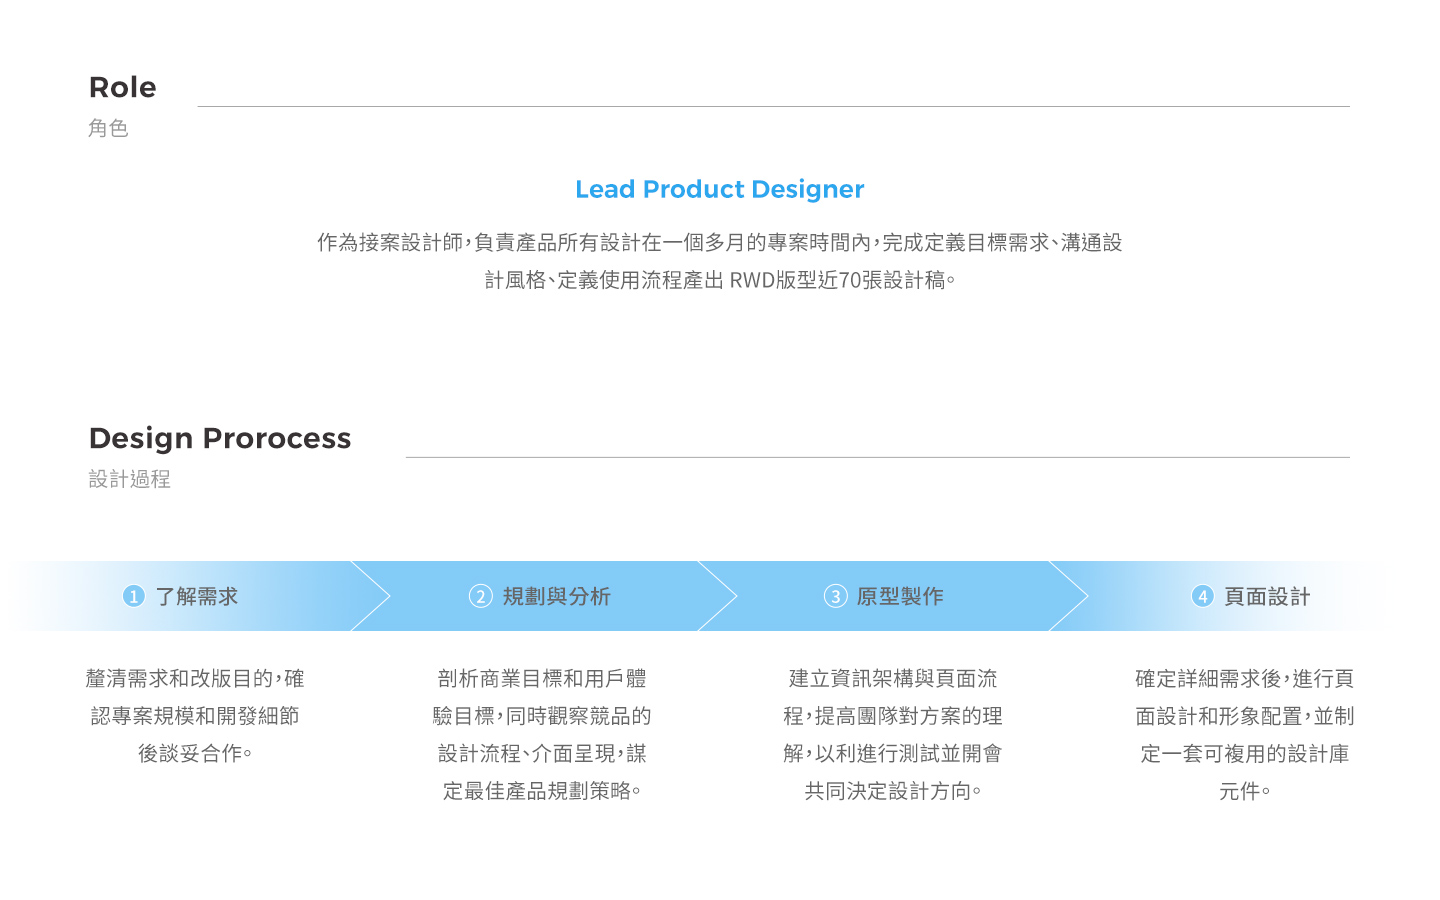 Role
角色
Lead Product Designer
作為接案設計師，負責產品所有設計在一個多月的專案時間內，完成定義目標需求、溝通設
計風格、定義使用流程產出 RWD版型近70張設計稿。
Design Prorocess
設計過程
① 了解需求
② 規劃與分析
③ 原型製作
④ 頁面設計
釐清需求和改版目的，確
認專案規模和開發細節
後談妥合作。
剖析商業目標和用戶體
驗目標，同時觀察競品的
設計流程、介面呈現，謀
定最佳產品規劃策略。
建立資訊架構與頁面流
程，提高團隊對方案的理
解，以利進行測試並開會
共同決定設計方向。
確定詳細需求後，進行頁
面設計和形象配置，並制
定一套可複用的設計庫
元件。